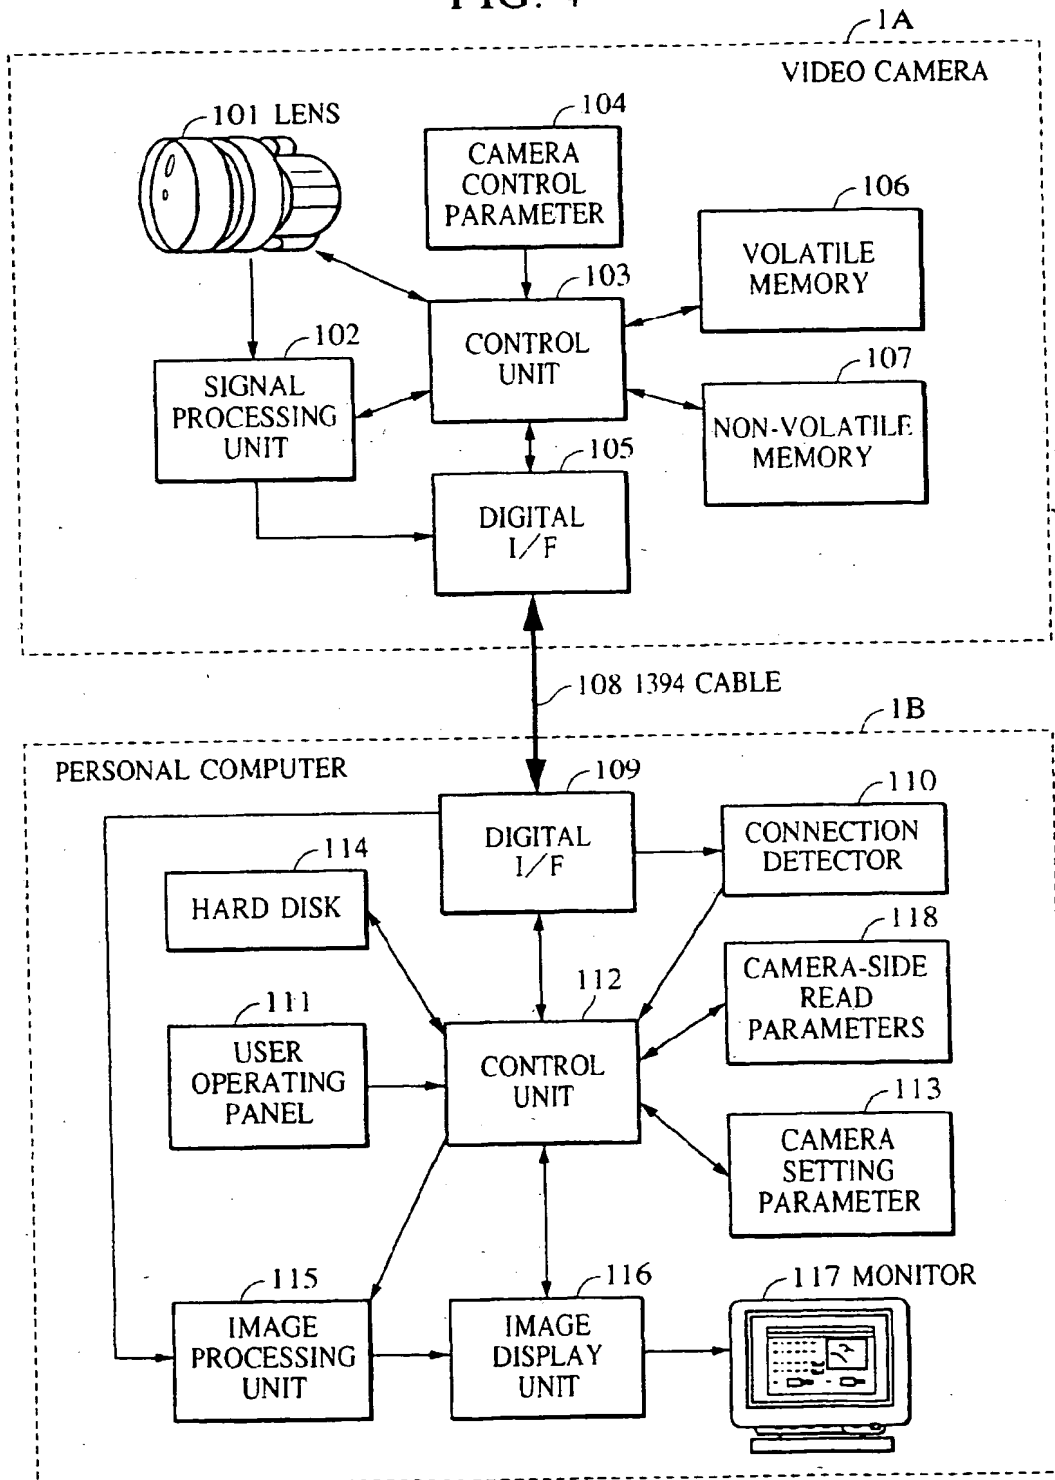 1A
VIDEO CAMERA
101 LENS
104
CAMERA
CONTROL
PARAMETER
106
VOLATILE
MEMORY
103
CONTROL
UNIT
102
SIGNAL
PROCESSING
UNIT
107
NON-VOLATILE
MEMORY
105
DIGITAL
I/F
108 1394 CABLE
1B
PERSONAL COMPUTER
109
DIGITAL
I/F
110
CONNECTION
DETECTOR
114
HARD DISK
118
CAMERA-SIDE
READ
PARAMETERS
112
CONTROL
UNIT
111
USER
OPERATING
PANEL
113
CAMERA
SETTING
PARAMETER
115
IMAGE
PROCESSING
UNIT
116
IMAGE
DISPLAY
UNIT
117 MONITOR